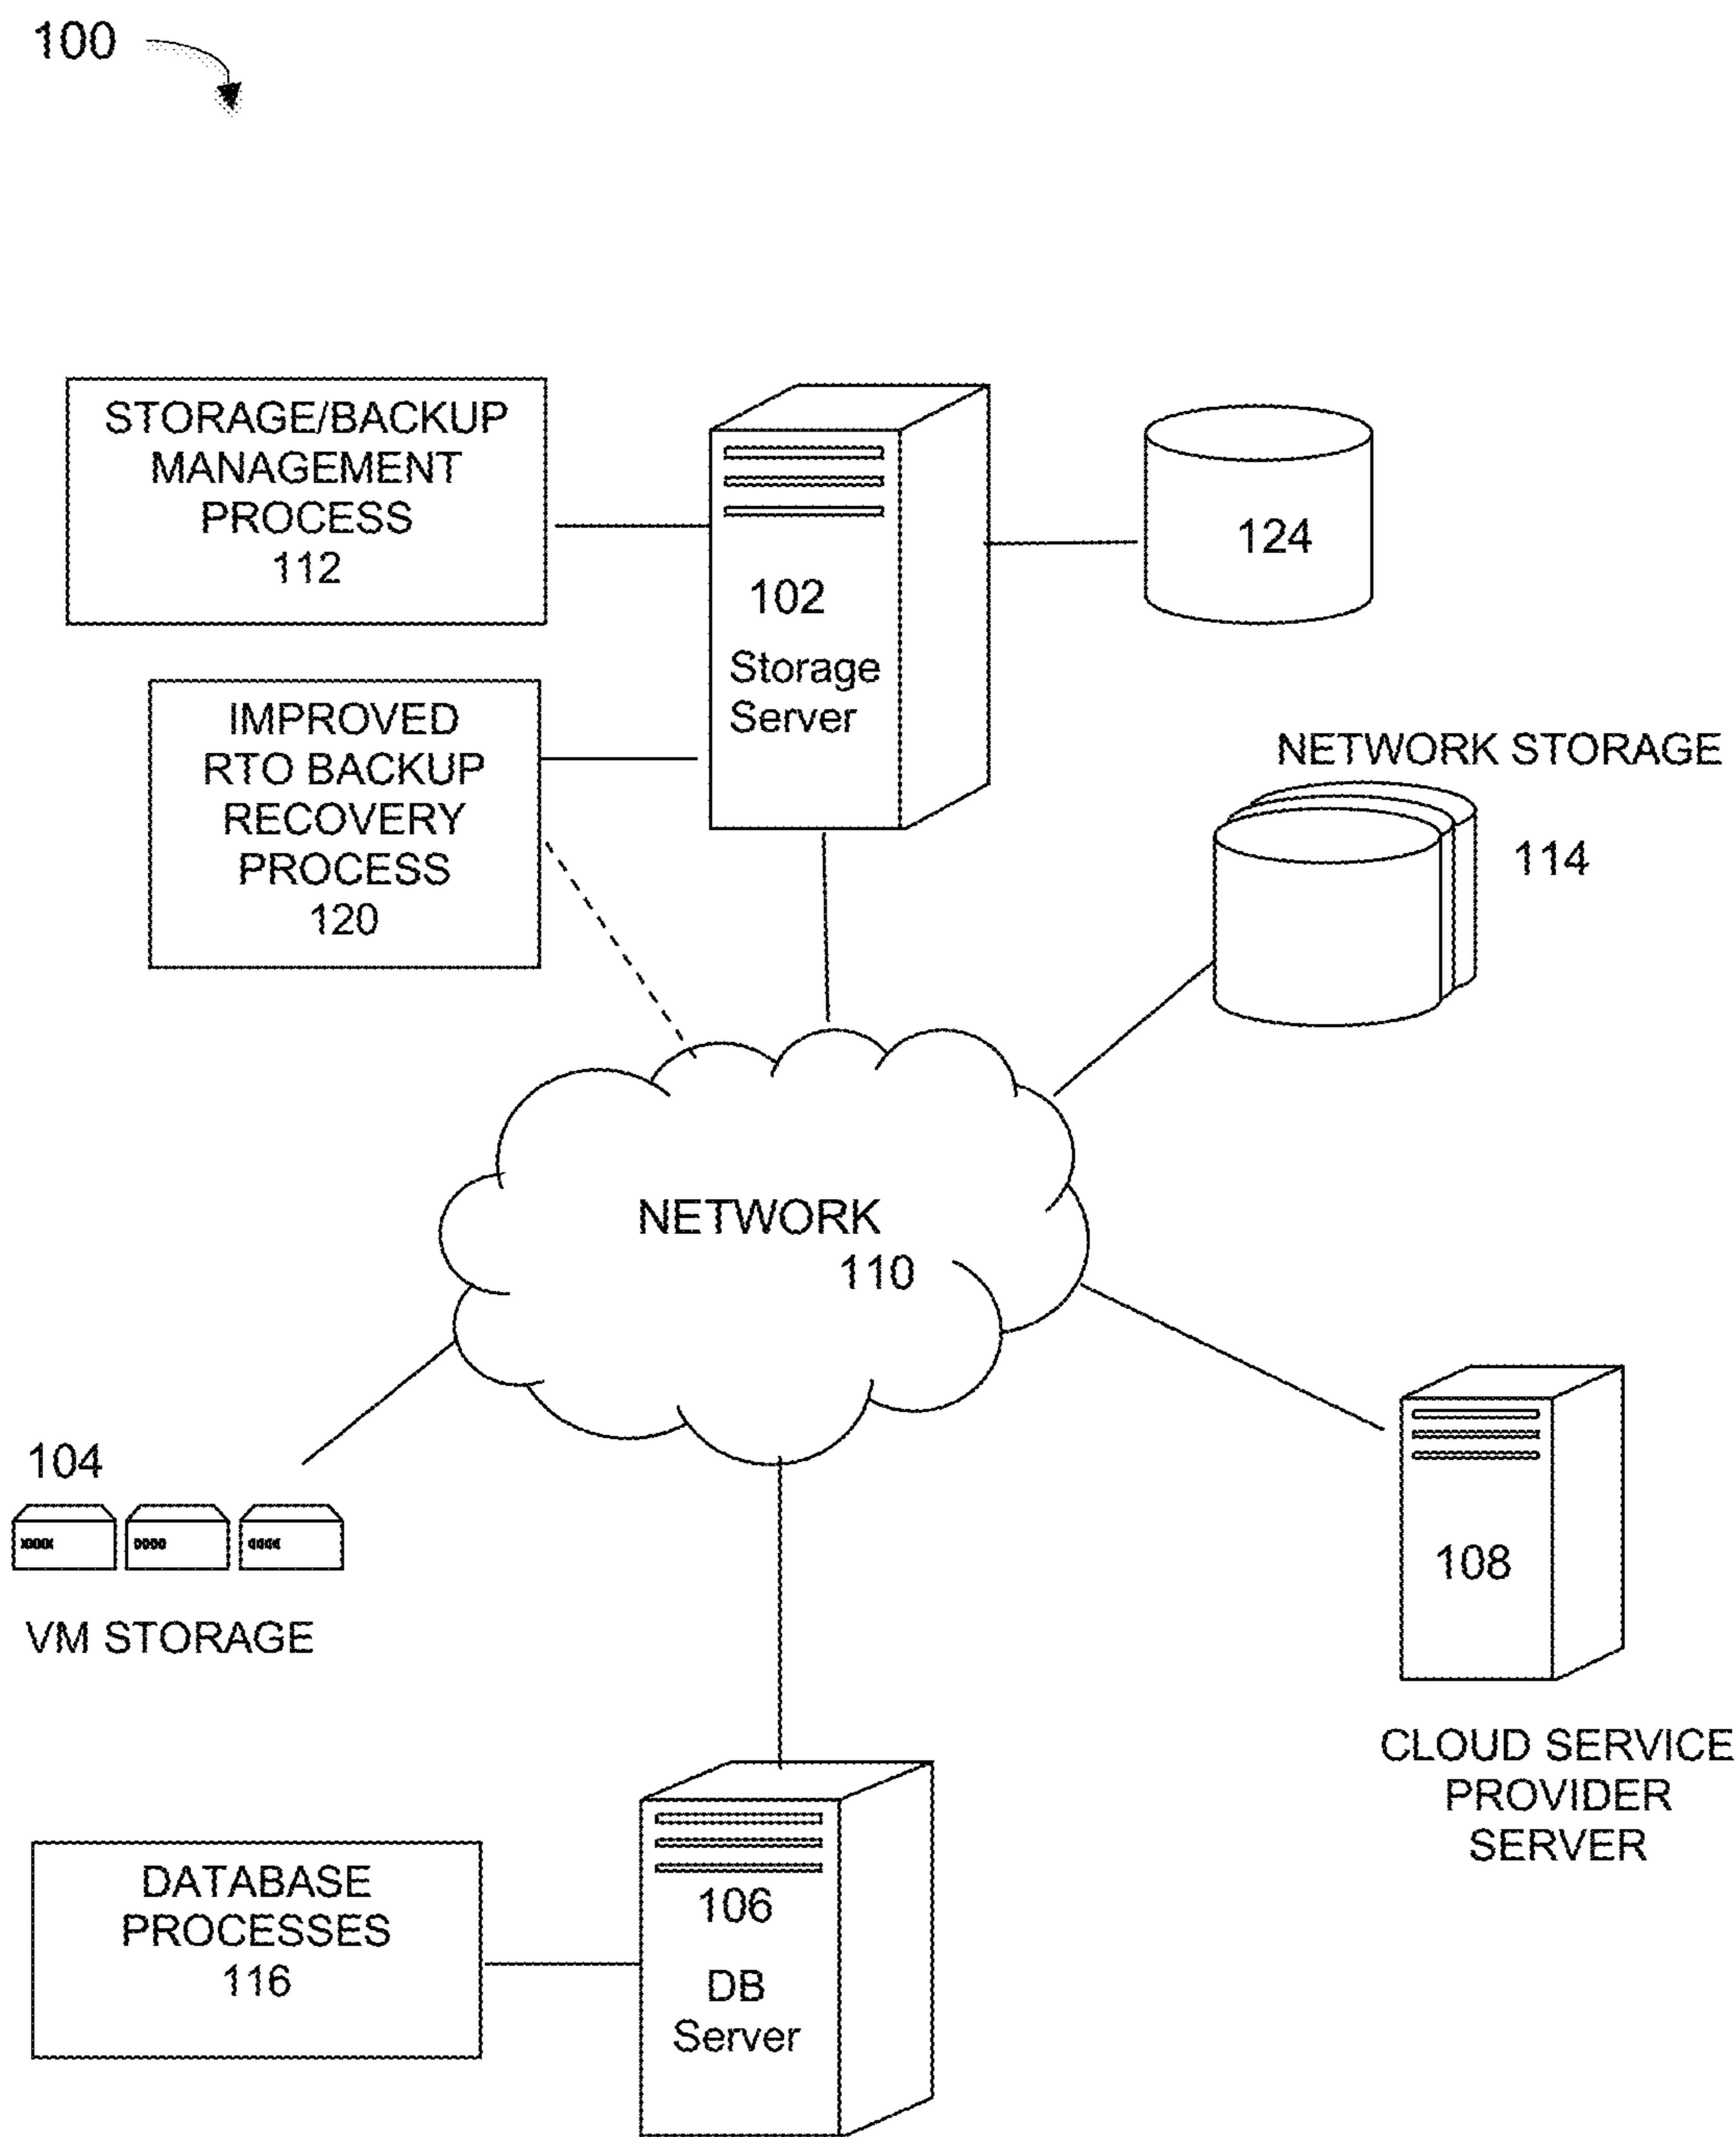 100
STORAGE/BACKUP
MANAGEMENT
PROCESS
112
102
Storage
Server
124
IMPROVED
RTO BACKUP
RECOVERY
PROCESS
120
NETWORK STORAGE
114
NETWORK
110
104
VM STORAGE
108
CLOUD SERVICE
PROVIDER
SERVER
DATABASE
PROCESSES
116
106
DB
Server